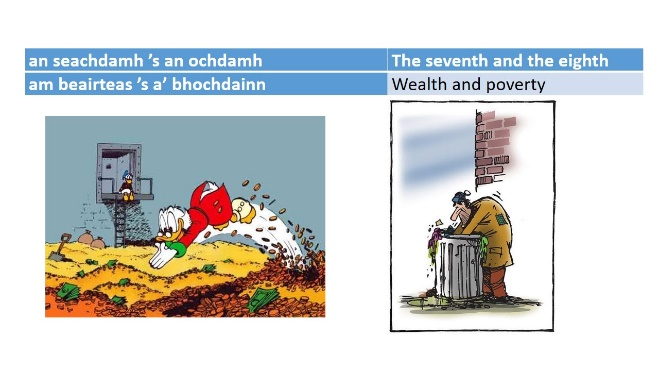 an seachdamh ’s an ochdamh
The seventh and the eighth
am beairteas ’s a’ bhochdainn
Wealth and poverty